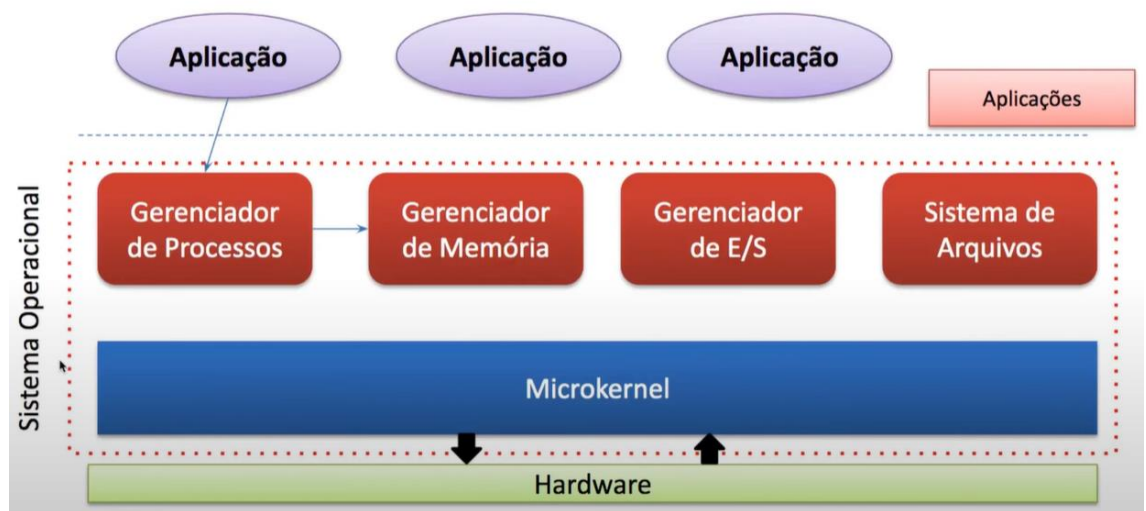 Aplicação
Aplicação
Aplicação
Aplicações
Sistema Operacional
Gerenciador
de Processos
Gerenciador
de Memória
Gerenciador
de E/S
Sistema de
Arquivos
Microkernel
Hardware